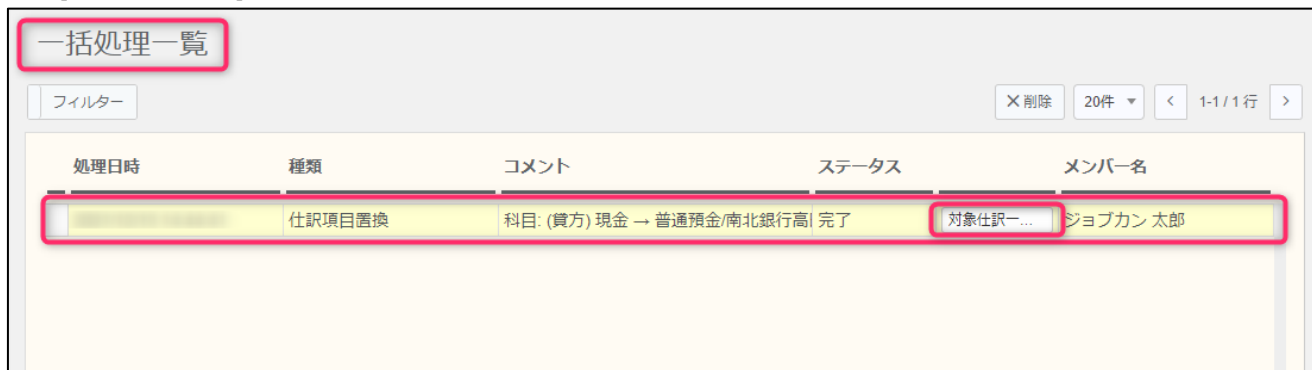 一括処理一覧
フィルター
×削除 20件 ▼ < 1-1 / 1 行 >
処理日時 種類 コメント ステータス メンバー名
仕訳項目置換 科目: (貸方) 現金 → 普通預金/南北銀行高 完了 対象仕訳一... ジョブカン 太郎